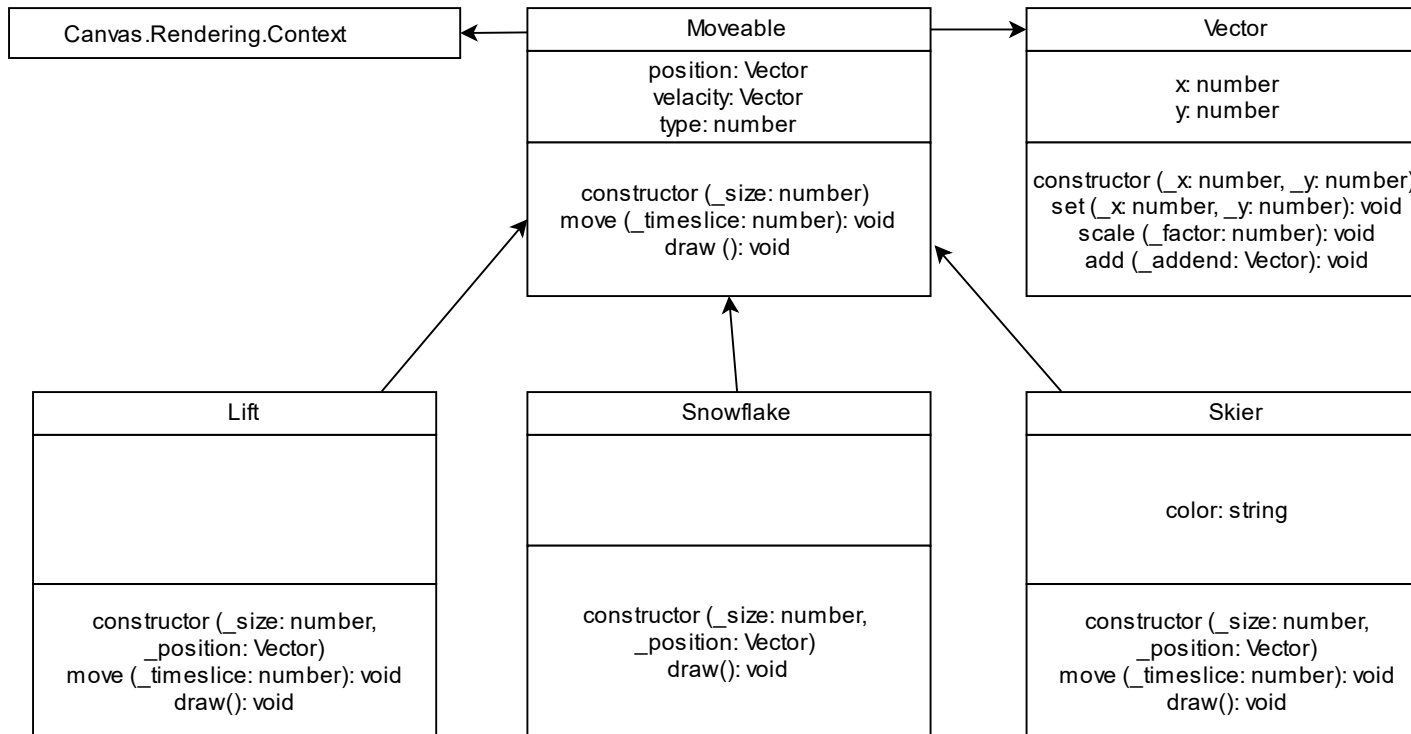 Canvas.Rendering.Context
Moveable
position: Vector
velacity: Vector
type: number
constructor (_size: number)
move (_timeslice: number): void
draw (): void
Vector
x: number
y: number
constructor (_x: number, _y: number)
set (_x: number, _y: number): void
scale (_factor: number): void
add (_addend: Vector): void
Lift
constructor (_size: number,
_position: Vector)
move (_timeslice: number): void
draw(): void
Snowflake
constructor (_size: number,
_position: Vector)
draw(): void
Skier
color: string
constructor (_size: number,
_position: Vector)
move (_timeslice: number): void
draw(): void